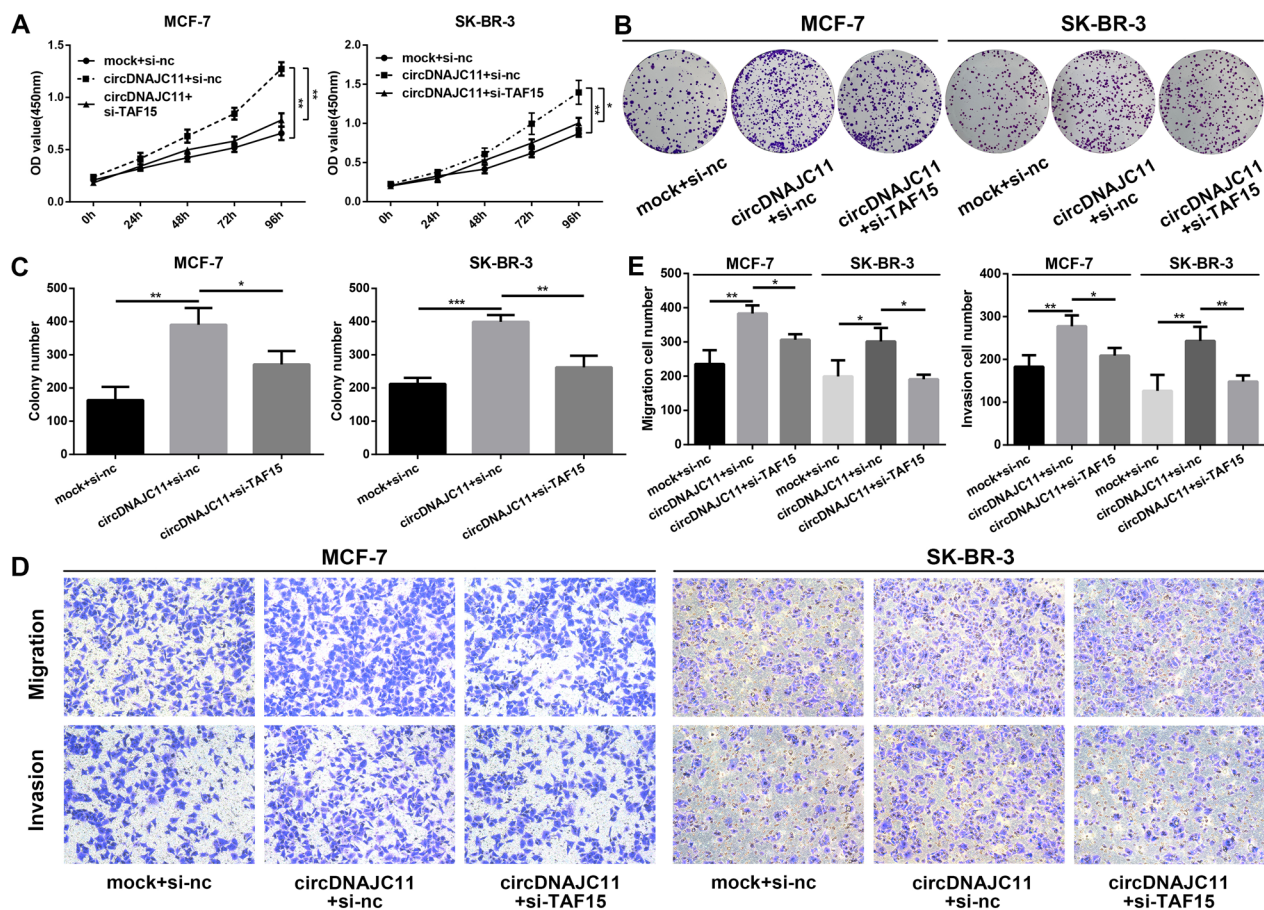 A
MCF-7
OD value(450nm)
1.5
1.0
0.5
0.0
mock+si-nc
circDNAJC11+si-nc
circDNAJC11+
si-TAF15
**
**
0h
24h
48h
72h
96h
SK-BR-3
OD value(450nm)
2.0
1.5
1.0
0.5
0.0
mock+si-nc
circDNAJC11+si-nc
circDNAJC11+si-TAF15
**
*
0h
24h
48h
72h
96h
B
MCF-7
SK-BR-3
mock+si-nc
circDNAJC11
+si-nc
circDNAJC11
+si-TAF15
mock+si-nc
circDNAJC11
+si-nc
circDNAJC11
+si-TAF15
C
MCF-7
Colony number
500
400
300
200
100
0
**
*
mock+si-nc
circDNAJC11+si-nc
circDNAJC11+si-TAF15
SK-BR-3
Colony number
500
400
300
200
100
0
***
**
mock+si-nc
circDNAJC11+si-nc
circDNAJC11+si-TAF15
E
MCF-7
SK-BR-3
Migration cell number
500
400
300
200
100
0
**
*
*
*
mock+si-nc
circDNAJC11+si-nc
circDNAJC11+si-TAF15
mock+si-nc
circDNAJC11+si-nc
circDNAJC11+si-TAF15
MCF-7
SK-BR-3
Invasion cell number
400
300
200
100
0
**
*
**
**
mock+si-nc
circDNAJC11+si-nc
circDNAJC11+si-TAF15
mock+si-nc
circDNAJC11+si-nc
circDNAJC11+si-TAF15
D
MCF-7
SK-BR-3
Migration
Invasion
mock+si-nc
circDNAJC11
+si-nc
circDNAJC11
+si-TAF15
mock+si-nc
circDNAJC11
+si-nc
circDNAJC11
+si-TAF15